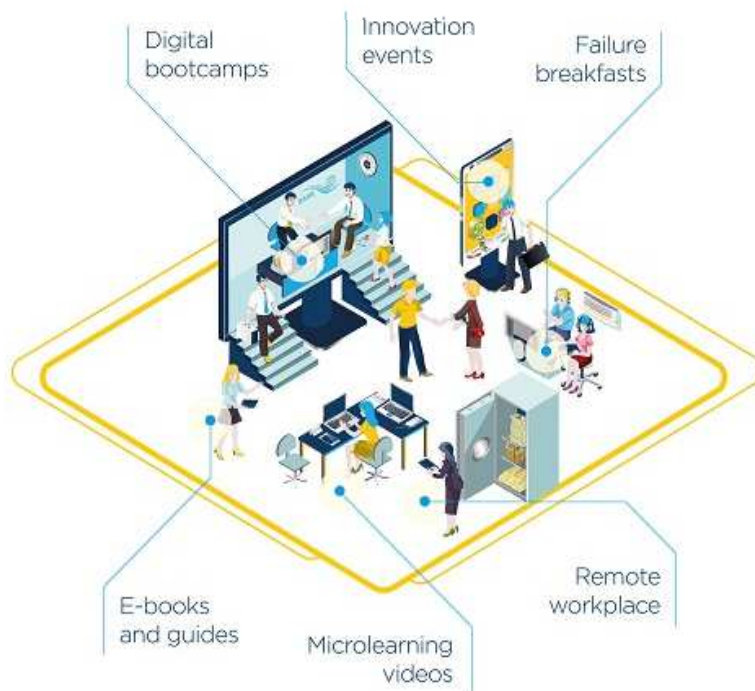 Digital
bootcamps
Innovation
events
Failure
breakfasts
E-books
and guides
Microlearning
videos
Remote
workplace